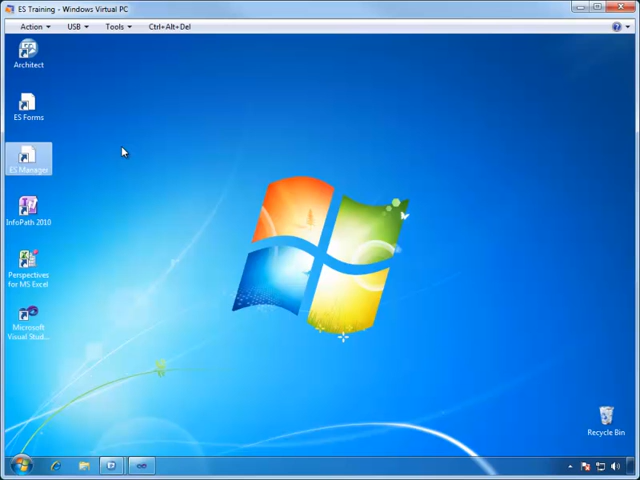 ES Training - Windows Virtual PC
Action USB Tools Ctrl+Alt+Del
Architect
ES Forms
ES Manager
InfoPath 2010
Perspectives
for MS Excel
Microsoft
Visual Stud...
Recycle Bin